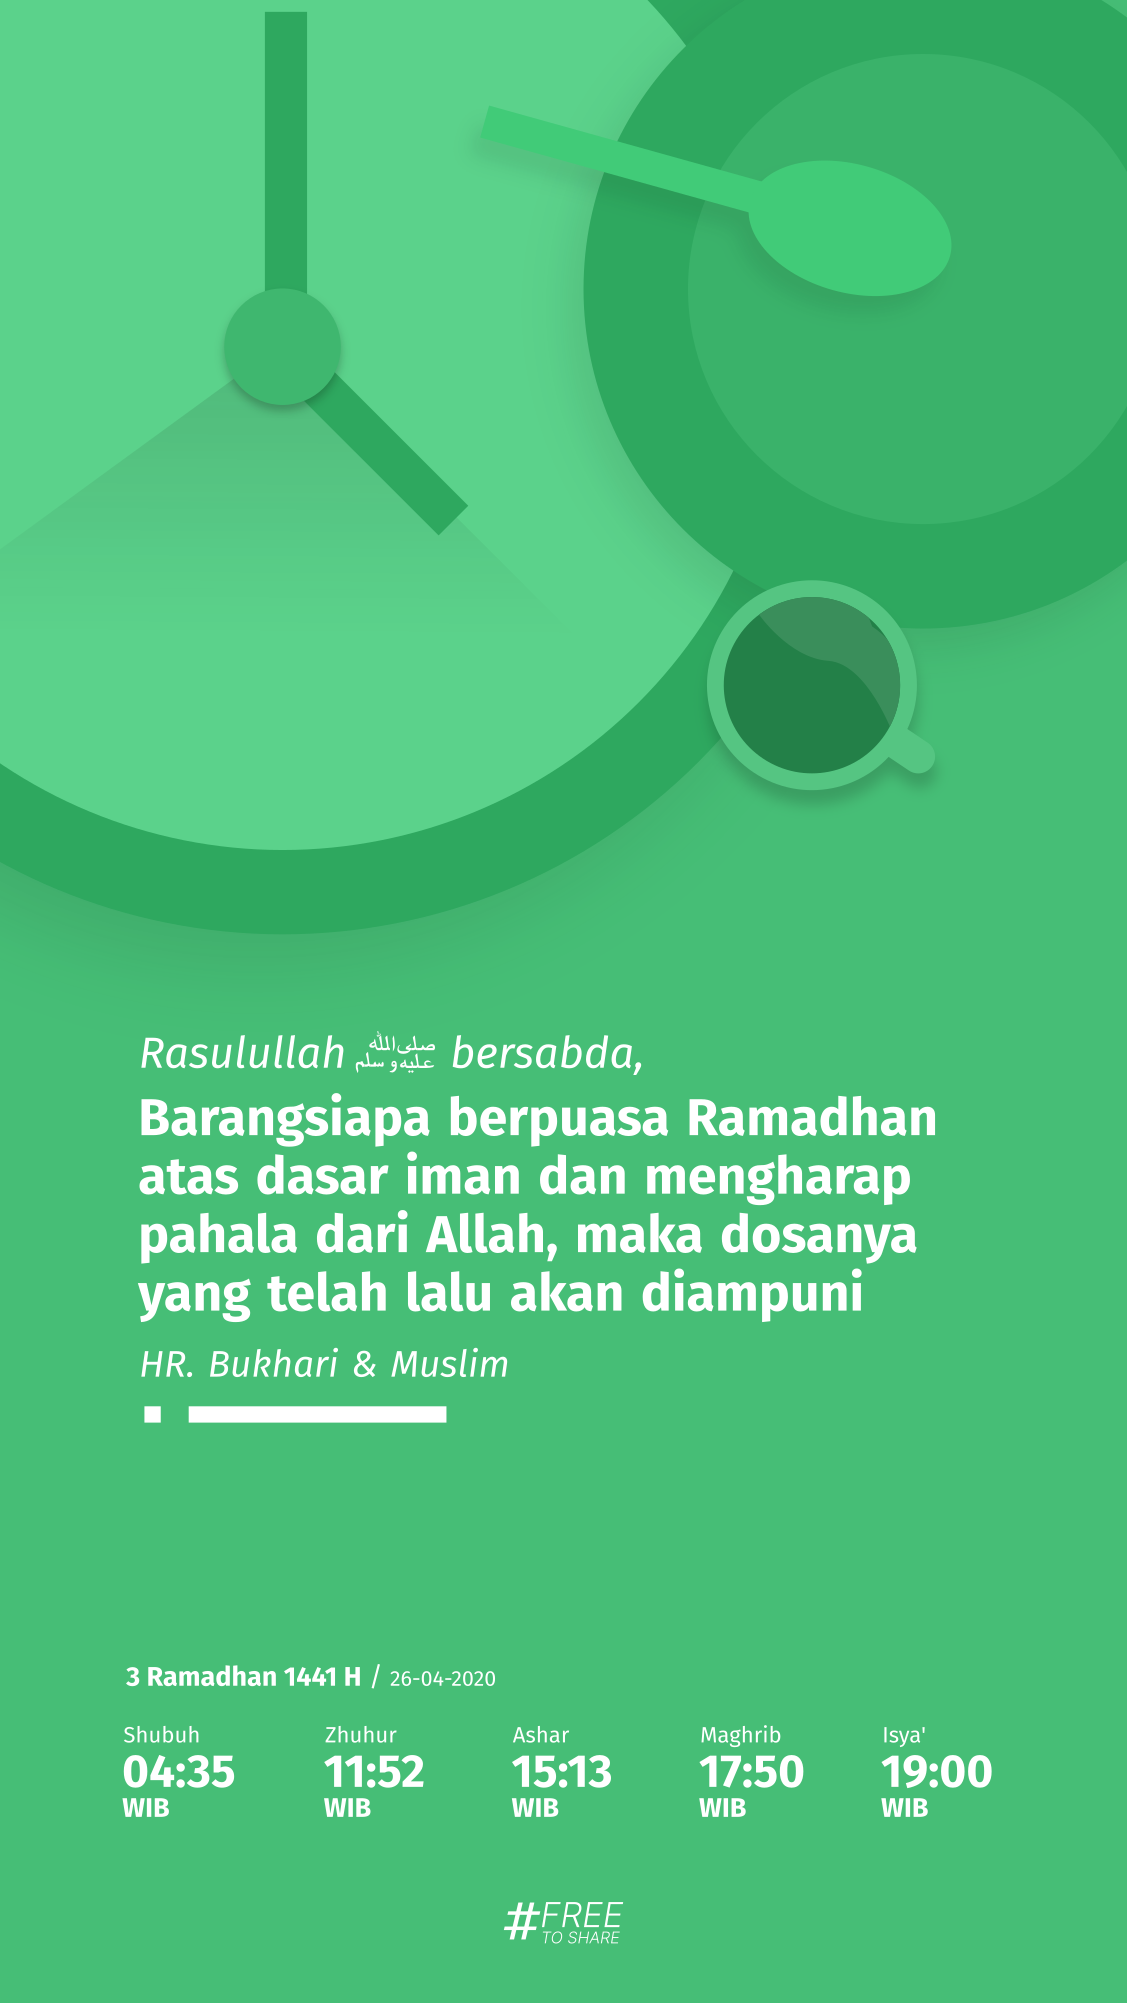 Rasulullah ﷺ bersabda,
Barangsiapa berpuasa Ramadhan
atas dasar iman dan mengharap
pahala dari Allah, maka dosanya
yang telah lalu akan diampuni
HR. Bukhari & Muslim
3 Ramadhan 1441 H / 26-04-2020
Shubuh Zhuhur Ashar Maghrib Isya'
04:35 11:52 15:13 17:50 19:00
WIB WIB WIB WIB WIB
#FREE
TO SHARE